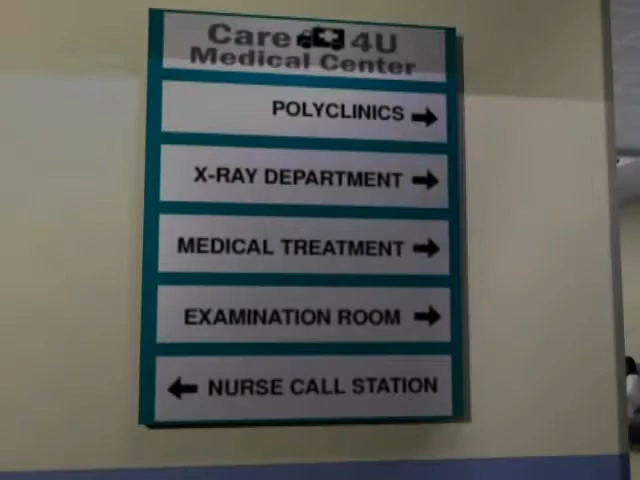 Care 4U
Medical Center
POLYCLINICS
X-RAY DEPARTMENT
MEDICAL TREATMENT
EXAMINATION ROOM
NURSE CALL STATION